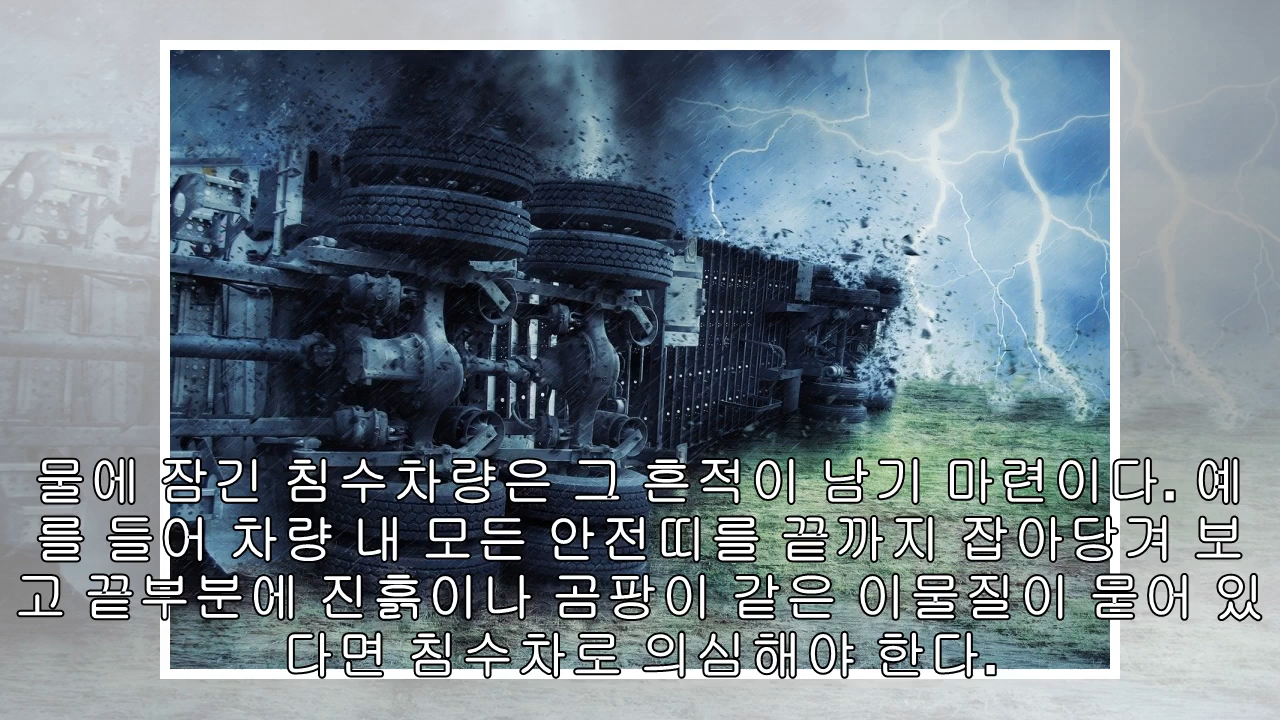 물에 잠긴 침수차량은 그 흔적이 남기 마련이다. 예
를 들어 차량 내 모든 안전띠를 끝까지 잡아당겨 보
고 끝부분에 진흙이나 곰팡이 같은 이물질이 묻어 있
다면 침수차로 의심해야 한다.